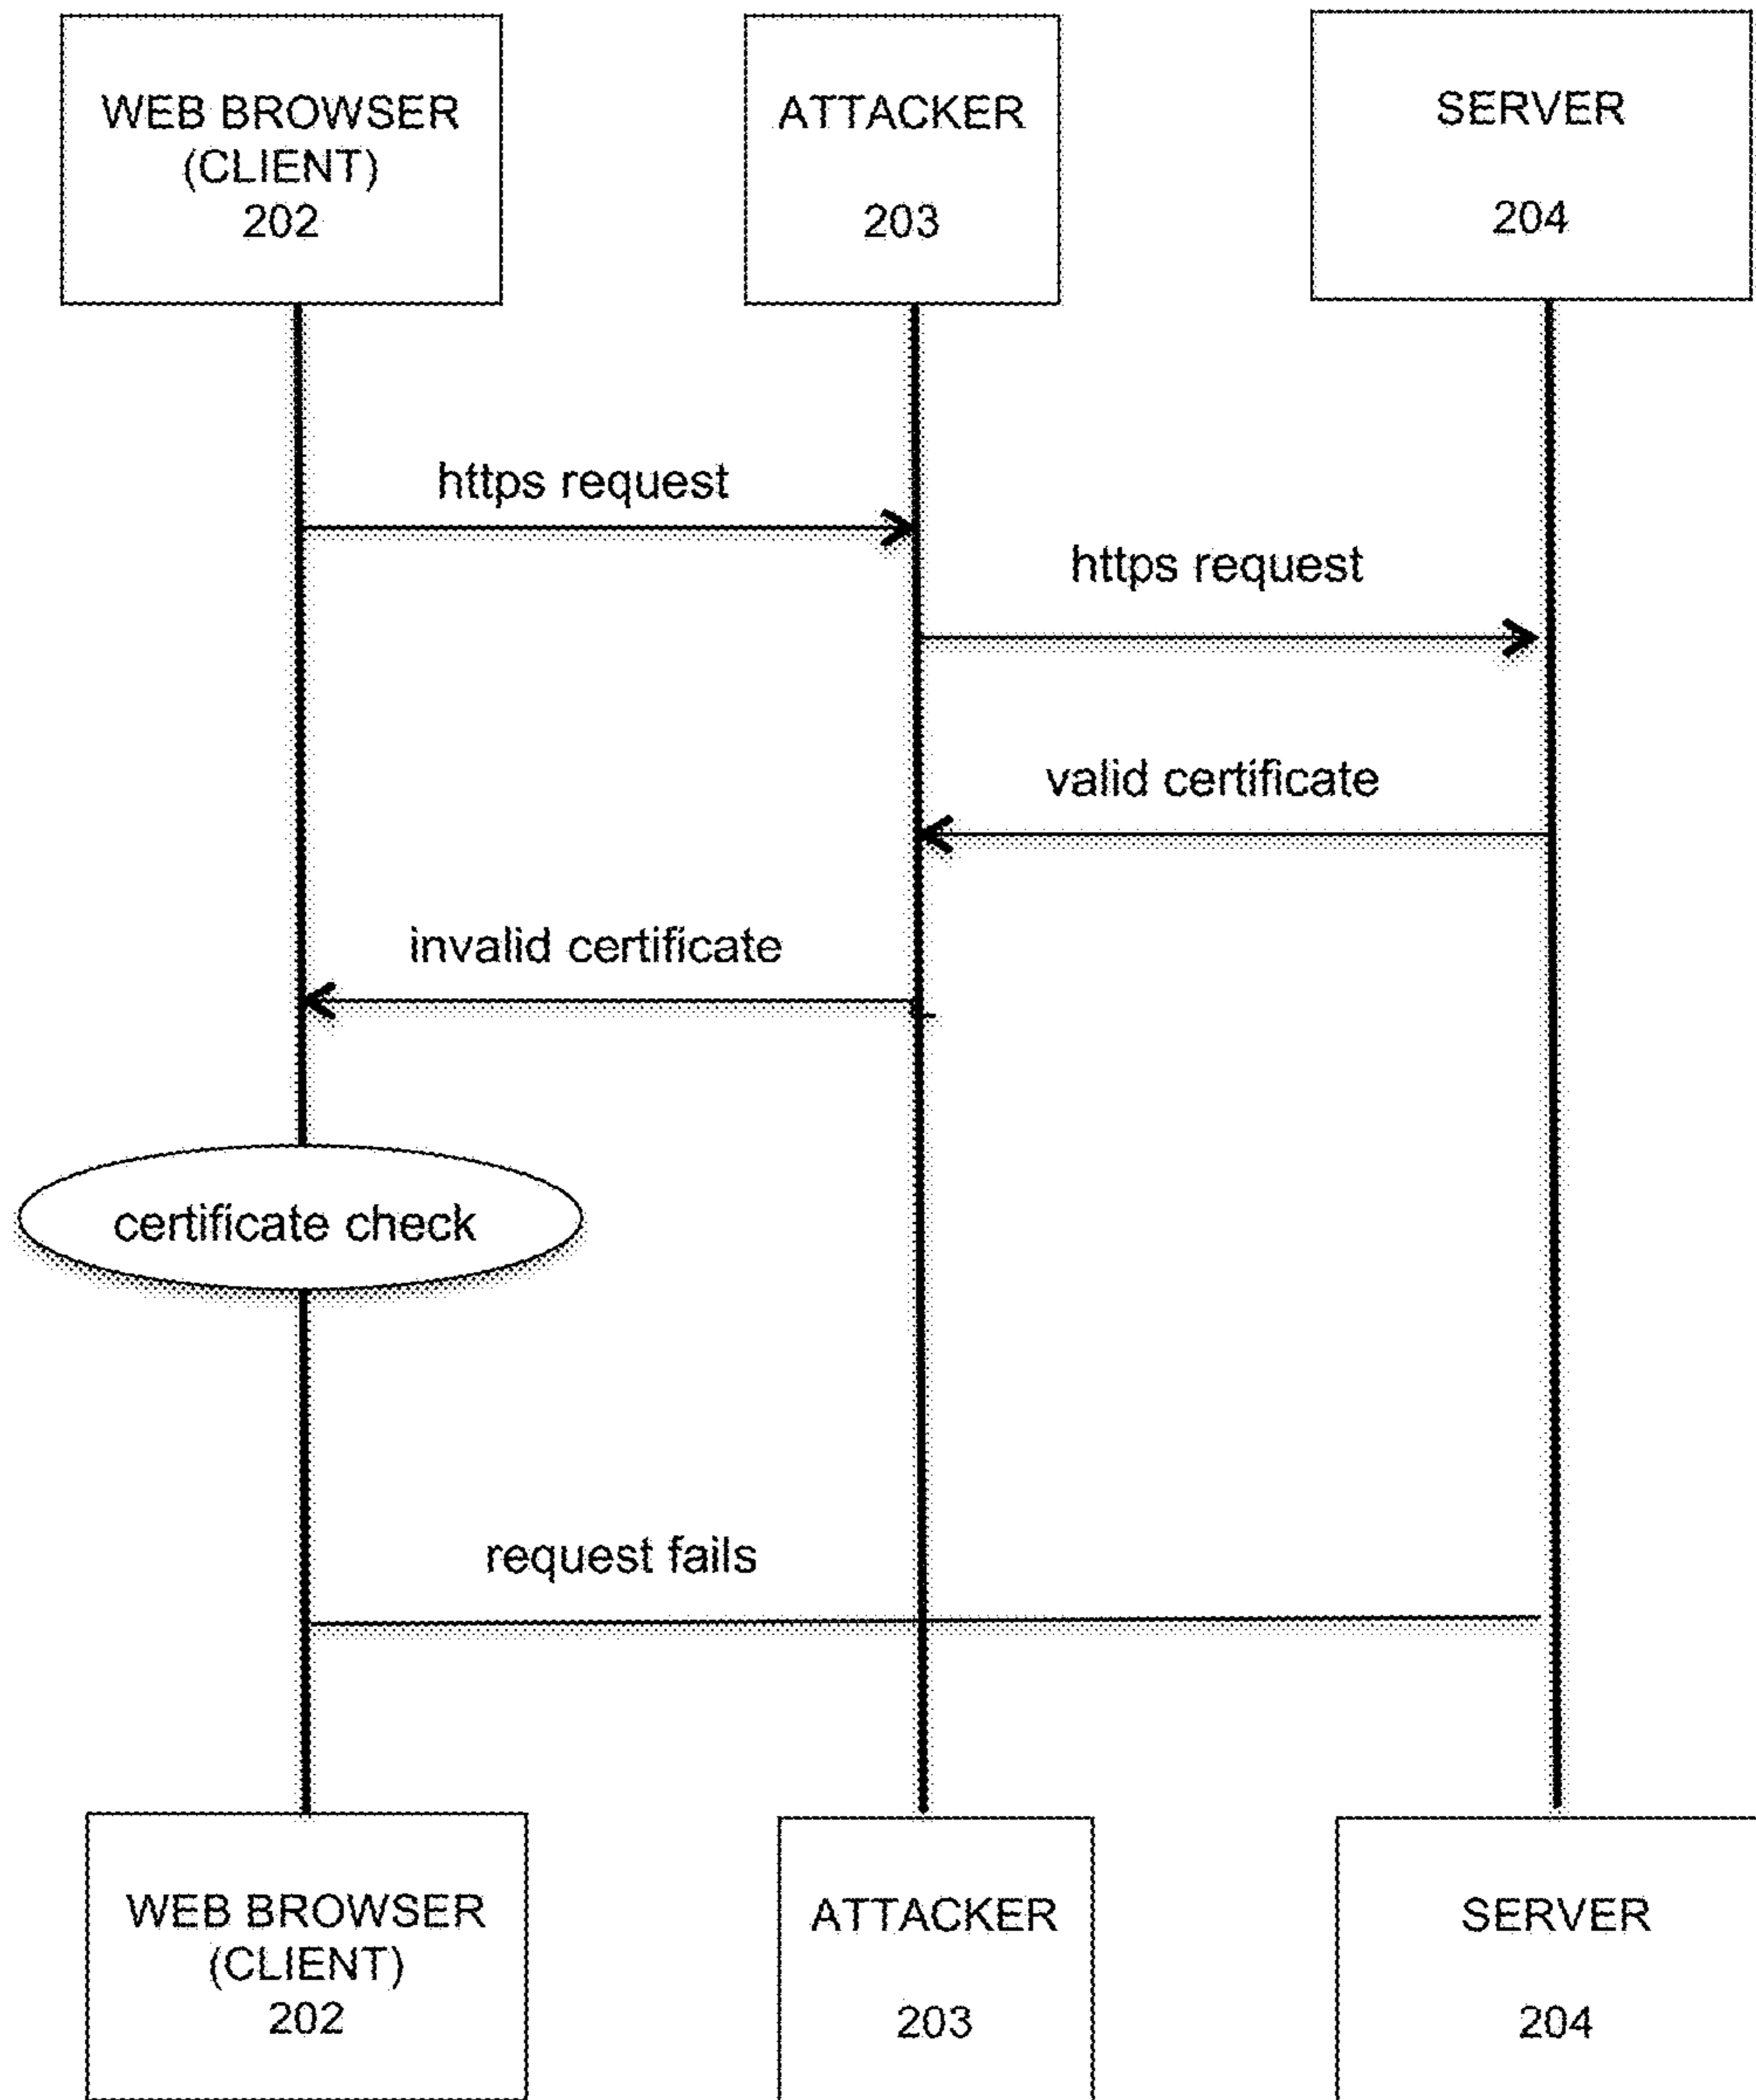 WEB BROWSER
(CLIENT)
202
ATTACKER
203
SERVER
204
https request
https request
valid certificate
invalid certificate
certificate check
request fails
WEB BROWSER
(CLIENT)
202
ATTACKER
203
SERVER
204